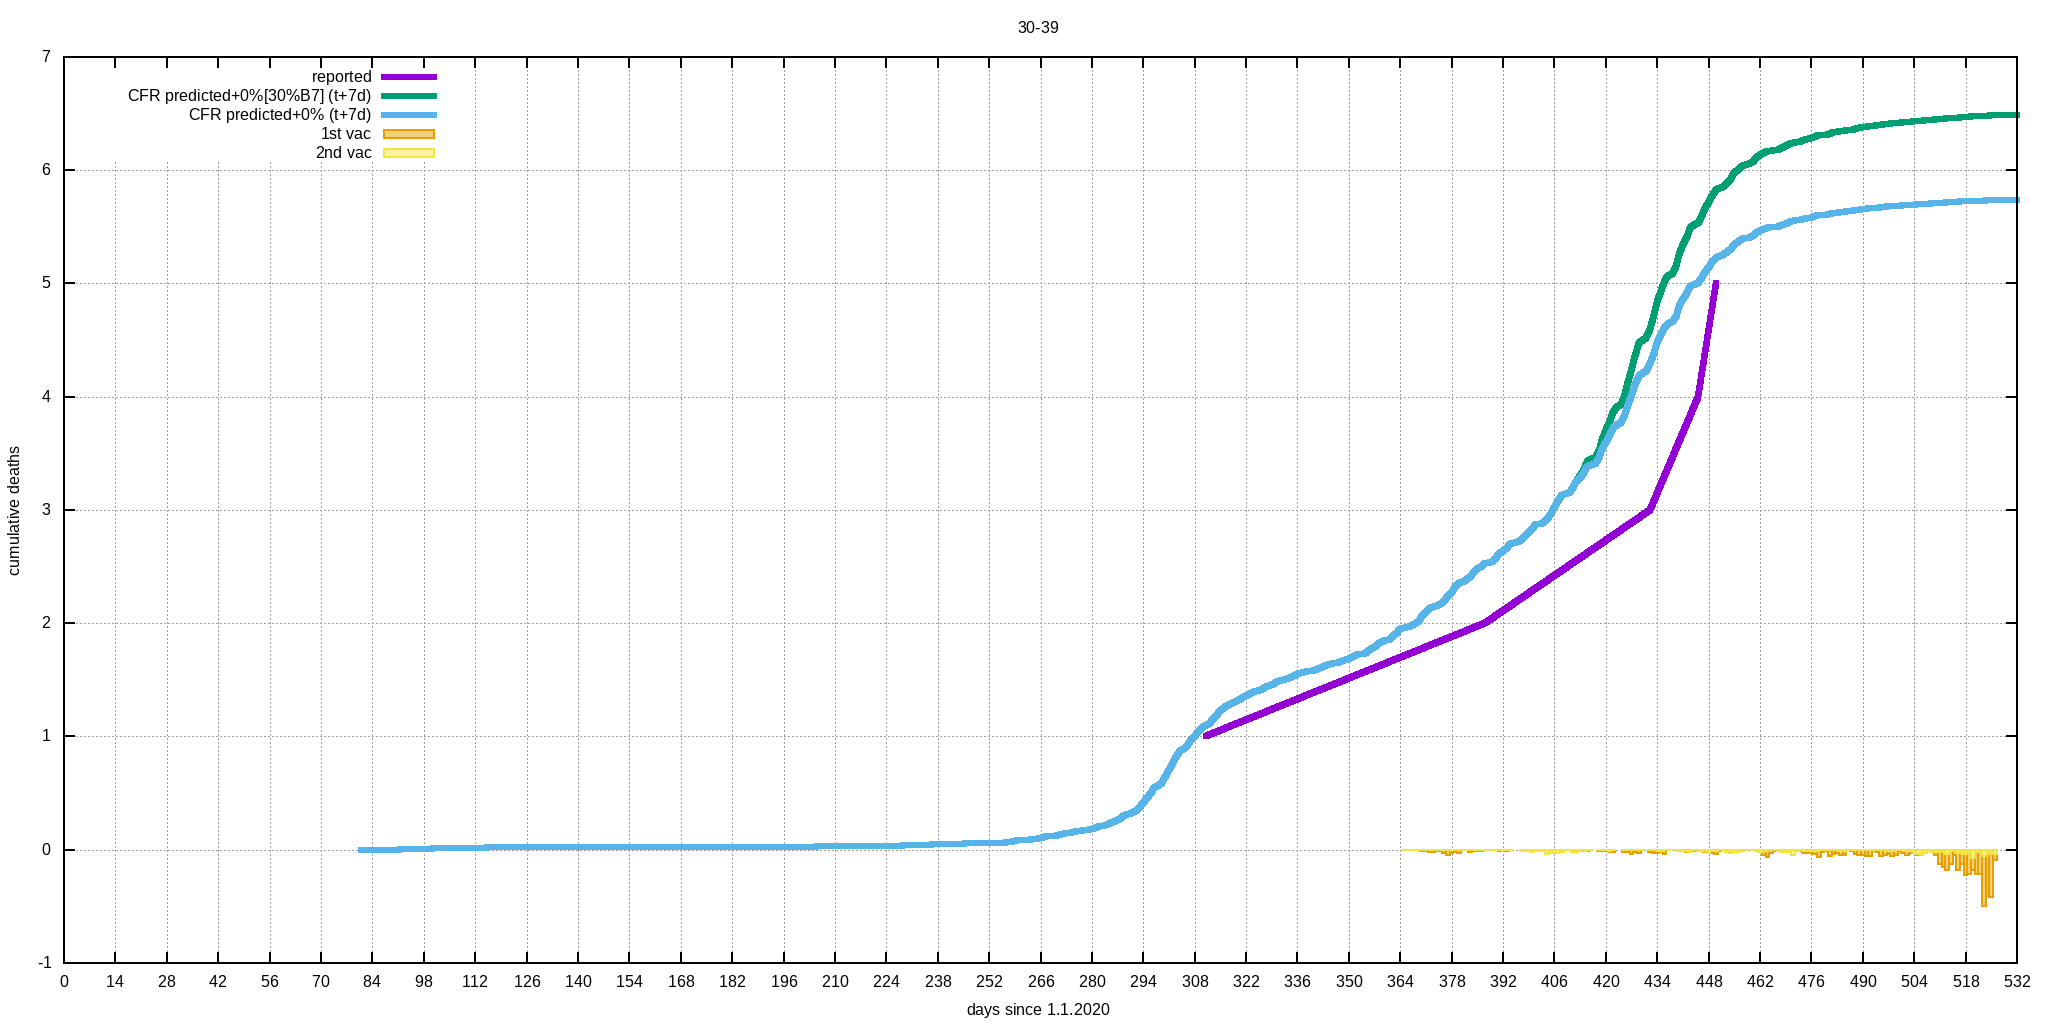 30-39
7
6
5
4
3
2
1
0
-1
cumulative deaths
reported
CFR predicted+0%[30%B7] (t+7d)
CFR predicted+0% (t+7d)
1st vac
2nd vac
0 14 28 42 56 70 84 98 112 126 140 154 168 182 196 210 224 238 252 266 280 294 308 322 336 350 364 378 392 406 420 434 448 462 476 490 504 518 532
days since 1.1.2020